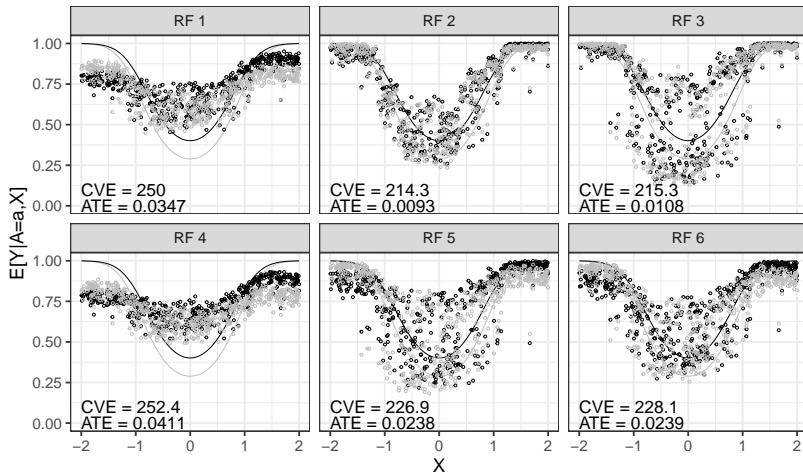 RF 1
RF 2
RF 3
1.00
0.75
0.50
0.25
0.00
CVE = 250
ATE = 0.0347
CVE = 214.3
ATE = 0.0093
CVE = 215.3
ATE = 0.0108
E[Y|A=a,X]
RF 4
RF 5
RF 6
1.00
0.75
0.50
0.25
0.00
CVE = 252.4
ATE = 0.0411
CVE = 226.9
ATE = 0.0238
CVE = 228.1
ATE = 0.0239
−2 −1 0 1 2 −2 −1 0 1 2 −2 −1 0 1 2
X